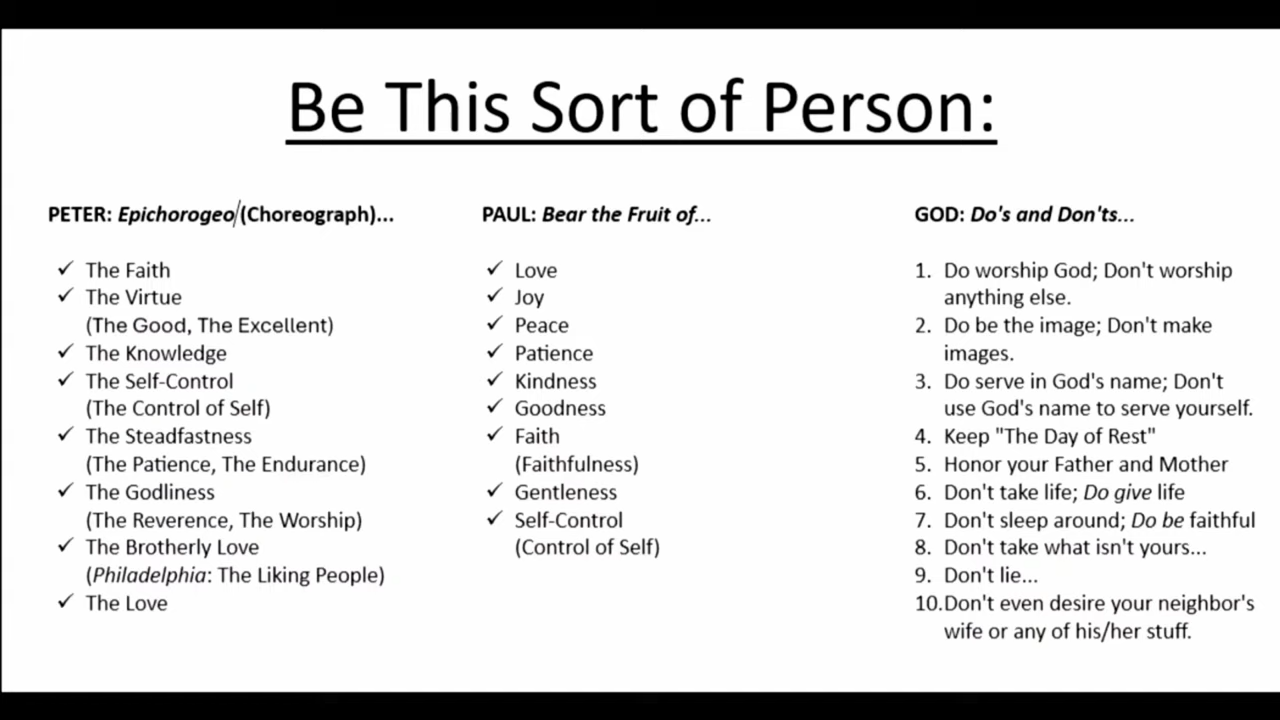 Be This Sort of Person:
PETER: Epichorogeo/(Choreograph)...
✓ The Faith
✓ The Virtue
(The Good, The Excellent)
✓ The Knowledge
✓ The Self-Control
(The Control of Self)
✓ The Steadfastness
(The Patience, The Endurance)
✓ The Godliness
(The Reverence, The Worship)
✓ The Brotherly Love
(Philadelphia: The Liking People)
✓ The Love
PAUL: Bear the Fruit of...
✓ Love
✓ Joy
✓ Peace
✓ Patience
✓ Kindness
✓ Goodness
✓ Faith
(Faithfulness)
✓ Gentleness
✓ Self-Control
(Control of Self)
GOD: Do's and Don'ts...
1. Do worship God; Don't worship
anything else.
2. Do be the image; Don't make
images.
3. Do serve in God's name; Don't
use God's name to serve yourself.
4. Keep "The Day of Rest"
5. Honor your Father and Mother
6. Don't take life; Do give life
7. Don't sleep around; Do be faithful
8. Don't take what isn't yours...
9. Don't lie...
10.Don't even desire your neighbor's
wife or any of his/her stuff.